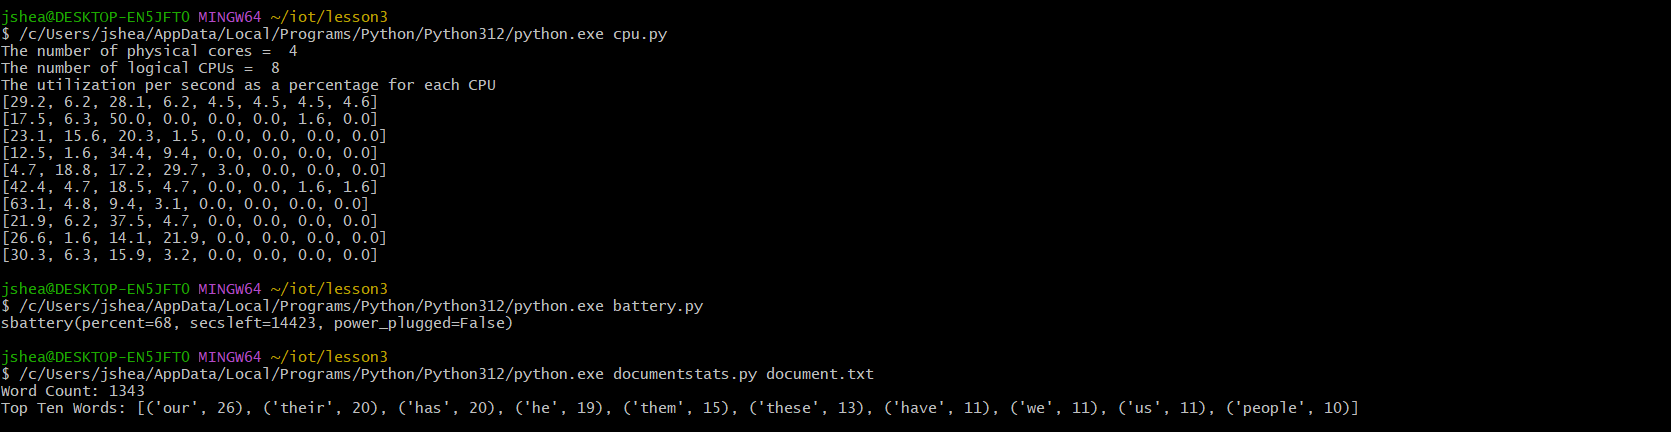 jshea@DESKTOP-EN5JFTO MINGW64 ~/iot/lesson3
$ /c/Users/jshea/AppData/Local/Programs/Python/Python312/python.exe cpu.py
The number of physical cores =  4
The number of logical CPUs =  8
The utilization per second as a percentage for each CPU
[29.2, 6.2, 28.1, 6.2, 4.5, 4.5, 4.5, 4.6]
[17.5, 6.3, 50.0, 0.0, 0.0, 0.0, 1.6, 0.0]
[23.1, 15.6, 20.3, 1.5, 0.0, 0.0, 0.0, 0.0]
[12.5, 1.6, 34.4, 9.4, 0.0, 0.0, 0.0, 0.0]
[4.7, 18.8, 17.2, 29.7, 3.0, 0.0, 0.0, 0.0]
[42.4, 4.7, 18.5, 4.7, 0.0, 0.0, 1.6, 1.6]
[63.1, 4.8, 9.4, 3.1, 0.0, 0.0, 0.0, 0.0]
[21.9, 6.2, 37.5, 4.7, 0.0, 0.0, 0.0, 0.0]
[26.6, 1.6, 14.1, 21.9, 0.0, 0.0, 0.0, 0.0]
[30.3, 6.3, 15.9, 3.2, 0.0, 0.0, 0.0, 0.0]
jshea@DESKTOP-EN5JFTO MINGW64 ~/iot/lesson3
$ /c/Users/jshea/AppData/Local/Programs/Python/Python312/python.exe battery.py
sbattery(percent=68, secsleft=14423, power_plugged=False)
jshea@DESKTOP-EN5JFTO MINGW64 ~/iot/lesson3
$ /c/Users/jshea/AppData/Local/Programs/Python/Python312/python.exe documentstats.py document.txt
Word Count: 1343
Top Ten Words: [('our', 26), ('their', 20), ('has', 20), ('he', 19), ('them', 15), ('these', 13), ('have', 11), ('we', 11), ('us', 11), ('people', 10)]